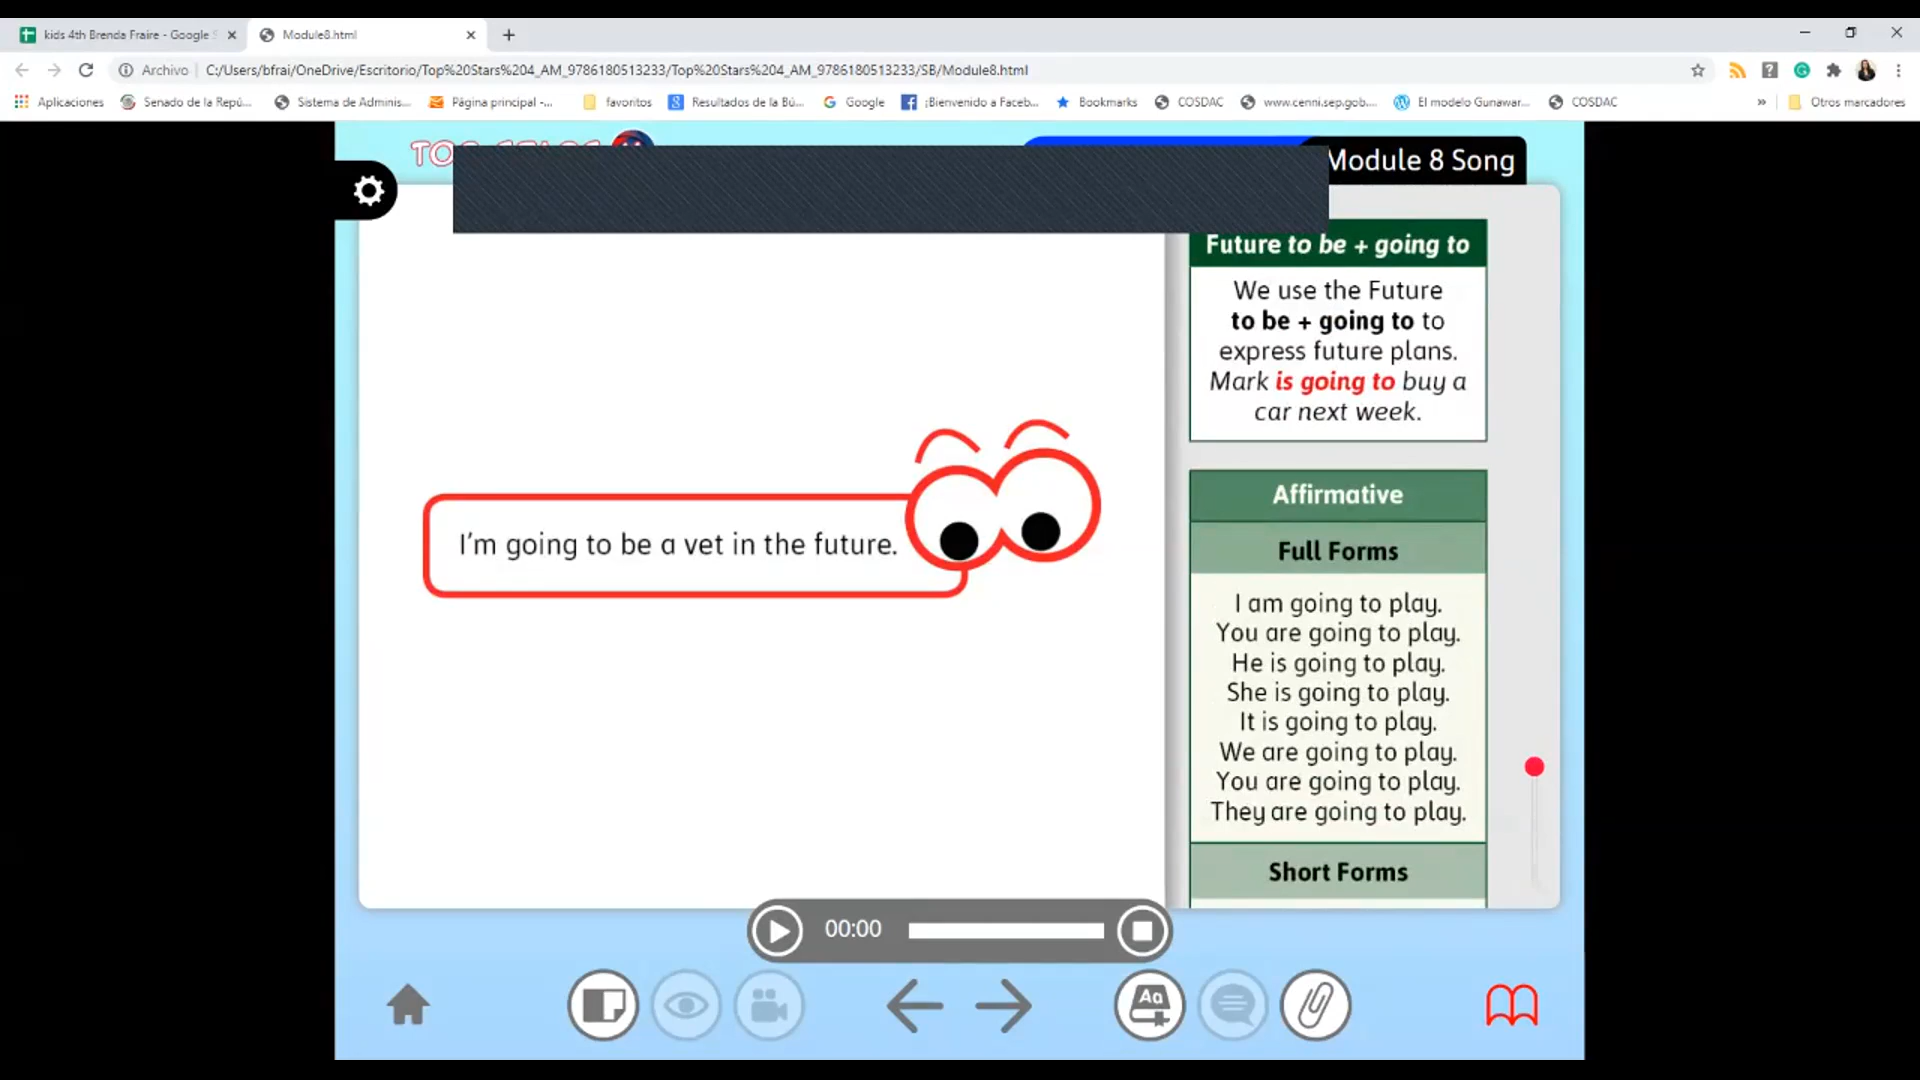 kids 4th Brenda Fraire - Google S
Module8.html
Archivo
C:/Users/bfrai/OneDrive/Escritorio/Top%20Stars%204_AM_9786180513233/Top%20Stars%204_AM_9786180513233/SB/Module8.html
Aplicaciones
Senado de la Repú...
Sistema de Adminis...
Página principal -...
favoritos
Resultados de la Bú...
Google
¡Bienvenido a Faceb...
Bookmarks
COSDAC
www.cenni.sep.gob....
El modelo Gunawar...
COSDAC
»
Otros marcadores
Module 8 Song
I'm going to be a vet in the future.
Future to be + going to
We use the Future
to be + going to to
express future plans.
Mark is going to buy a
car next week.
Affirmative
Full Forms
I am going to play.
You are going to play.
He is going to play.
She is going to play.
It is going to play.
We are going to play.
You are going to play.
They are going to play.
Short Forms
00:00
Aa